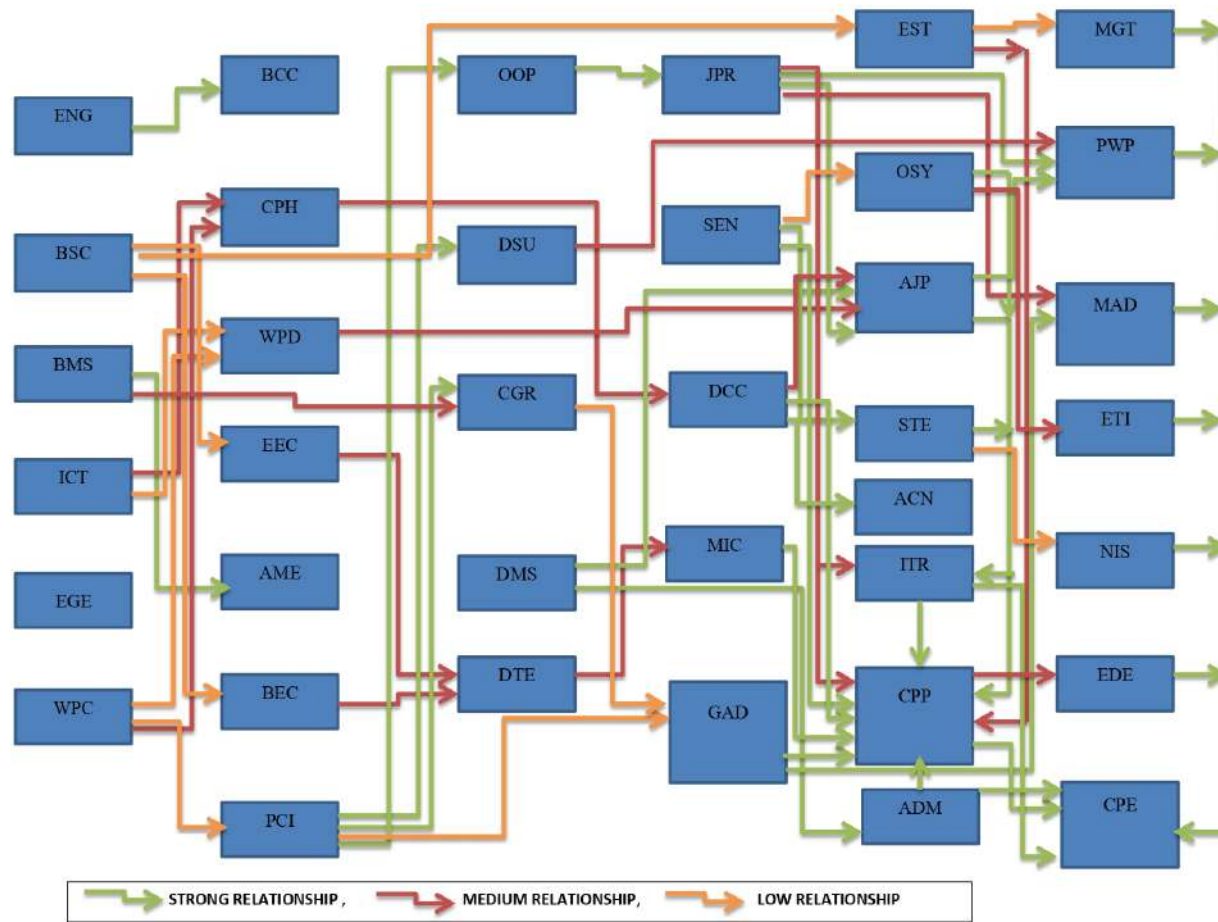 ENG
BSC
BMS
ICT
EGE
WPC
BCC
CPH
WPD
EEC
AME
BEC
PCI
OOP
DSU
CGR
DMS
DTE
JPR
SEN
DCC
MIC
GAD
EST
OSY
AJP
STE
ACN
ITR
CPP
ADM
MGT
PWP
MAD
ETI
NIS
EDE
CPE
STRONG RELATIONSHIP , MEDIUM RELATIONSHIP, LOW RELATIONSHIP